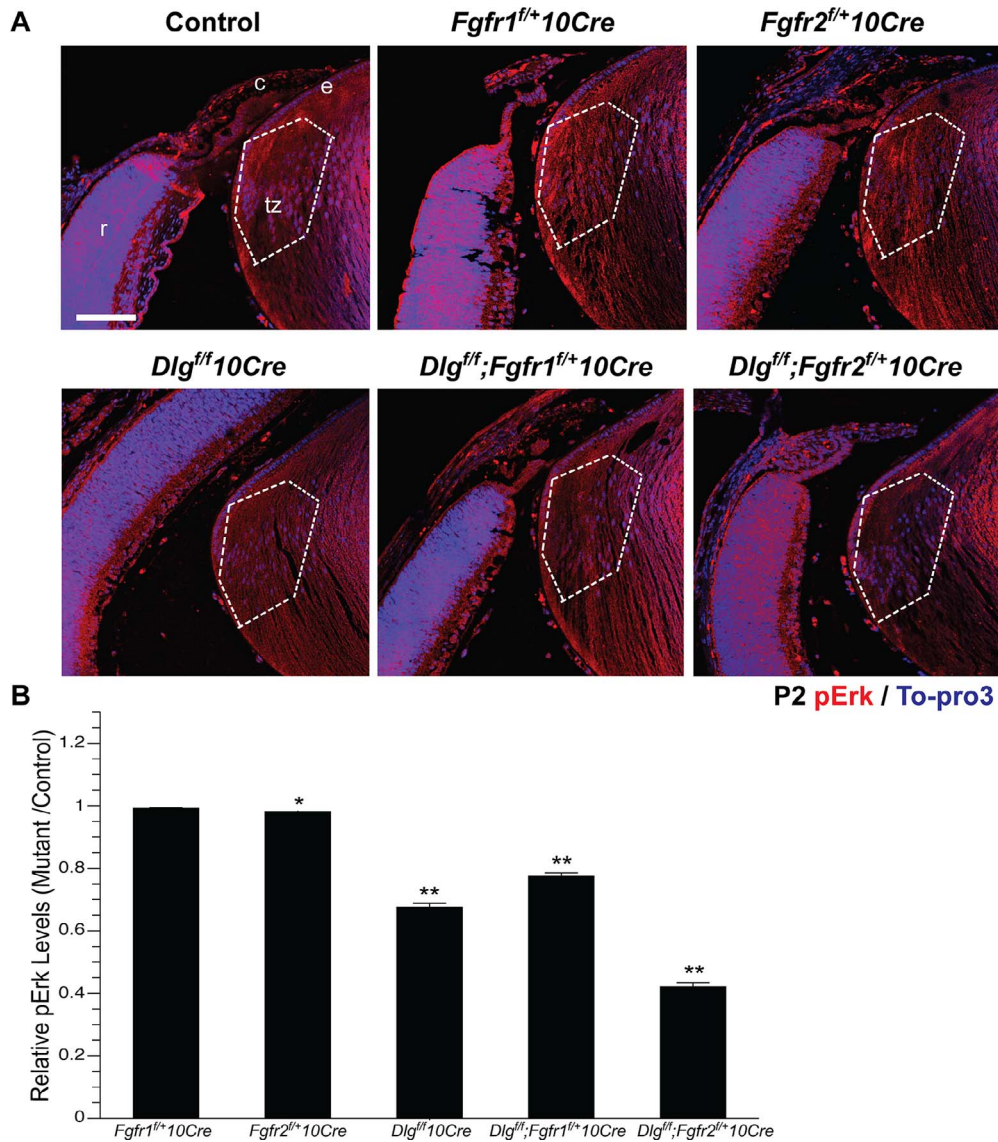 A
Control
Fgfr1f/+10Cre
Fgfr2f/+10Cre
c
e
tz
r
Dlgf/f10Cre
Dlgf/f;Fgfr1f/+10Cre
Dlgf/f;Fgfr2f/+10Cre
P2 pErk / To-pro3
B
Relative pErk Levels (Mutant /Control)
1.2
1
0.8
0.6
0.4
0.2
0
*
**
**
**
Fgfr1f/+10Cre
Fgfr2f/+10Cre
Dlgf/f10Cre
Dlgf/f;Fgfr1f/+10Cre
Dlgf/f;Fgfr2f/+10Cre